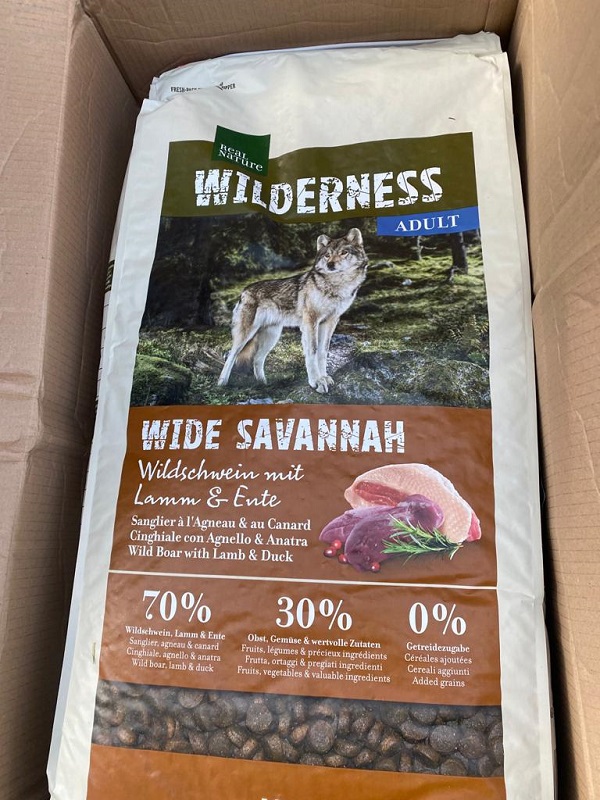 FRESH-
Real
Nature
WILDERNESS
ADULT
WIDE SAVANNAH
Wildschwein mit
Lamm & Ente
Sanglier à l'Agneau & au Canard
Cinghiale con Agnello & Anatra
Wild Boar with Lamb & Duck
70%
Wildschwein, Lamm & Ente
Sanglier, agneau & canard
Cinghiale, agnello & anatra
Wild boar, lamb & duck
30%
Obst, Gemüse & wertvolle Zutaten
Fruits, légumes & précieux ingrédients
Frutta, ortaggi & pregiati ingredienti
Fruits, vegetables & valuable ingredients
0%
Getreidezugabe
Céréales ajoutées
Cereali aggiunti
Added grains